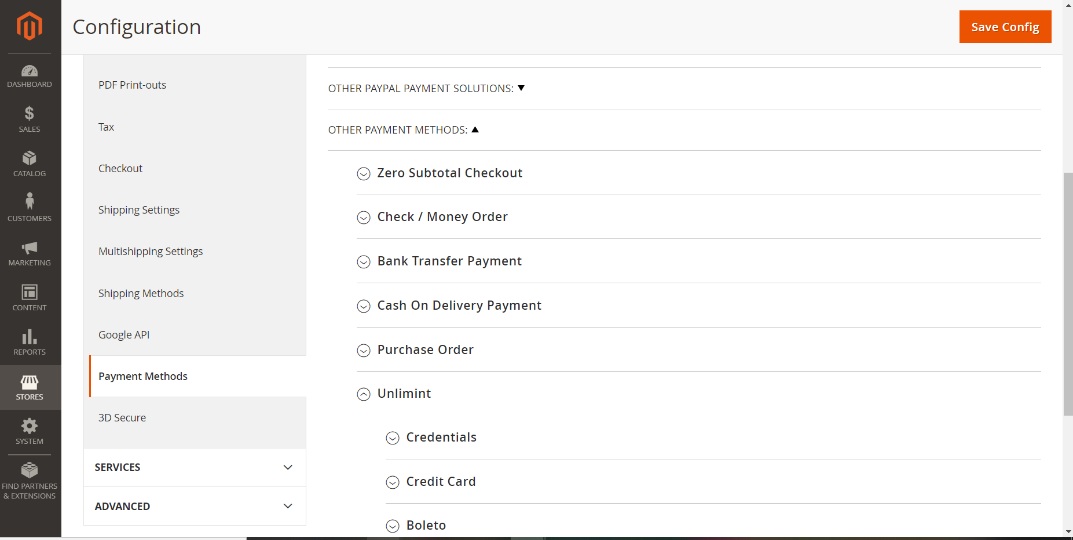 Configuration
Save Config
DASHBOARD
SALES
CATALOG
CUSTOMERS
MARKETING
CONTENT
REPORTS
STORES
SYSTEM
FIND PARTNERS
& EXTENSIONS
PDF Print-outs
Tax
Checkout
Shipping Settings
Multishipping Settings
Shipping Methods
Google API
Payment Methods
3D Secure
SERVICES
ADVANCED
OTHER PAYPAL PAYMENT SOLUTIONS:
OTHER PAYMENT METHODS:
Zero Subtotal Checkout
Check / Money Order
Bank Transfer Payment
Cash On Delivery Payment
Purchase Order
Unlimint
Credentials
Credit Card
Boleto